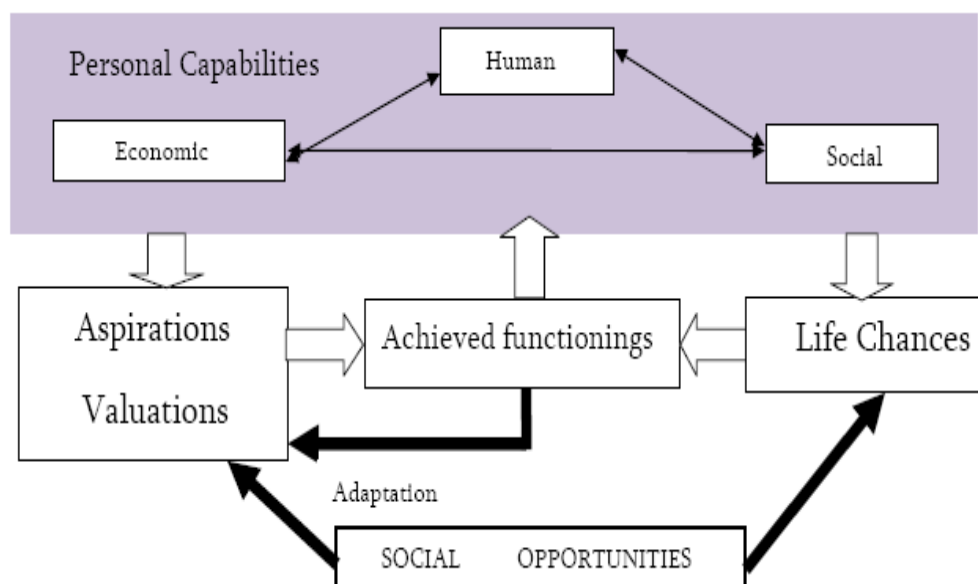 Personal Capabilities
Human
Economic
Social
Aspirations
Valuations
Achieved functionings
Life Chances
Adaptation
SOCIAL OPPORTUNITIES